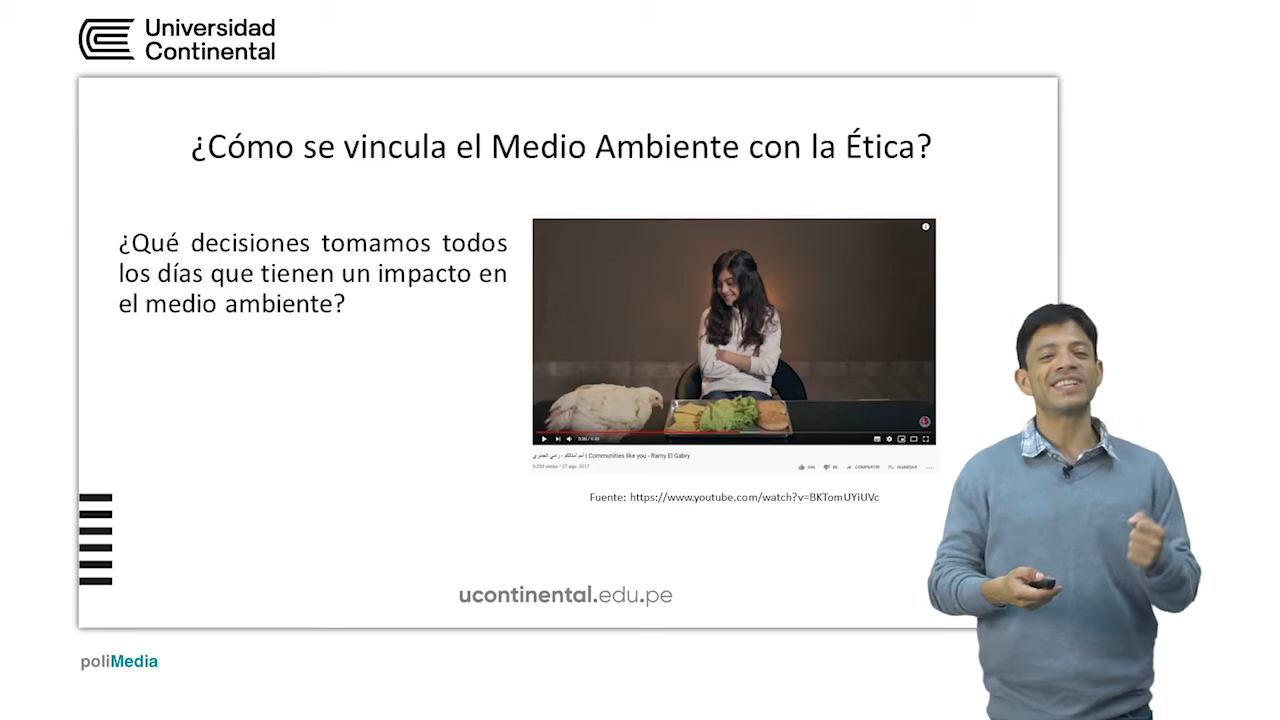 Universidad
Continental
¿Cómo se vincula el Medio Ambiente con la Ética?
¿Qué decisiones tomamos todos
los días que tienen un impacto en
el medio ambiente?
| Communities like you - Ramy El Gabry
COMPARTIR
GUARDAR
Fuente: https://www.youtube.com/watch?v=BKTomUYiUVc
ucontinental.edu.pe
poliMedia